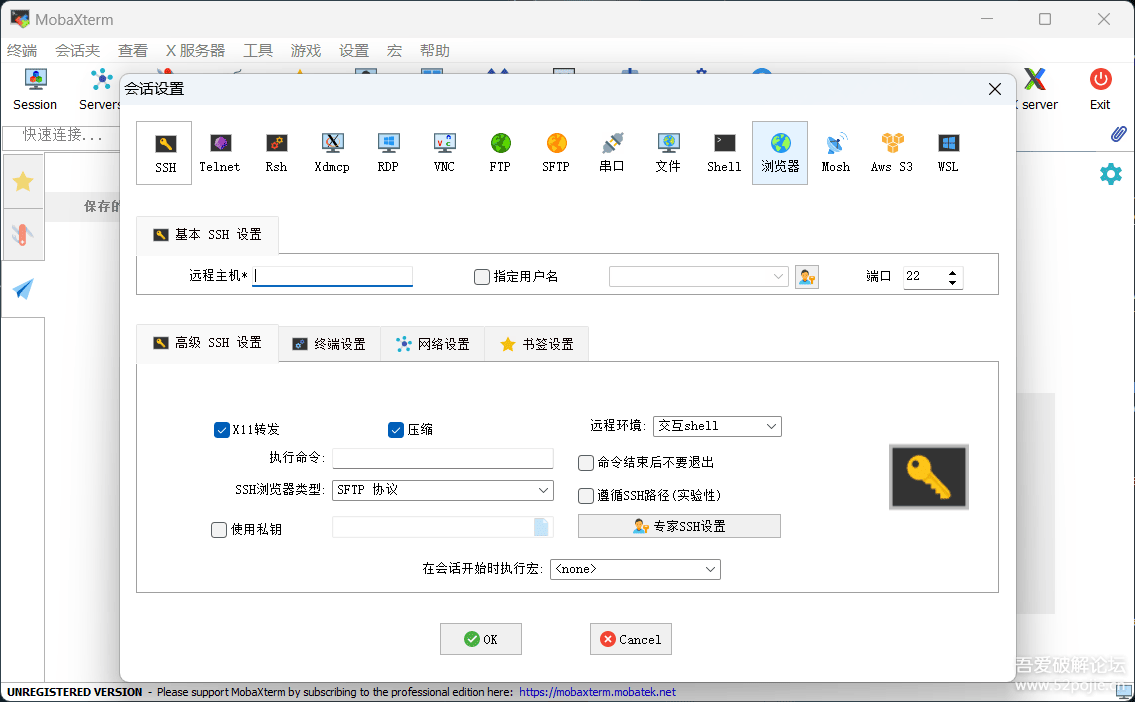 MobaXterm
终端 会话夹 查看 X 服务器 工具 游戏 设置 宏 帮助
Session Servers server Exit
快速连接...
保存的
会话设置
SSH Telnet Rsh Xdmcp RDP VNC FTP SFTP 串口 文件 Shell 浏览器 Mosh Aws S3 WSL
基本 SSH 设置
远程主机* 指定用户名 端口 22
高级 SSH 设置 终端设置 网络设置 书签设置
X11转发 压缩 远程环境: 交互shell
执行命令: 命令结束后不要退出
SSH浏览器类型: SFTP 协议 遵循SSH路径(实验性)
使用私钥 专家SSH设置
在会话开始时执行宏: <none>
OK Cancel
吾爱破解论坛
www.52pojie.cn
UNREGISTERED VERSION - Please support MobaXterm by subscribing to the professional edition here: https://mobaxterm.mobatek.net